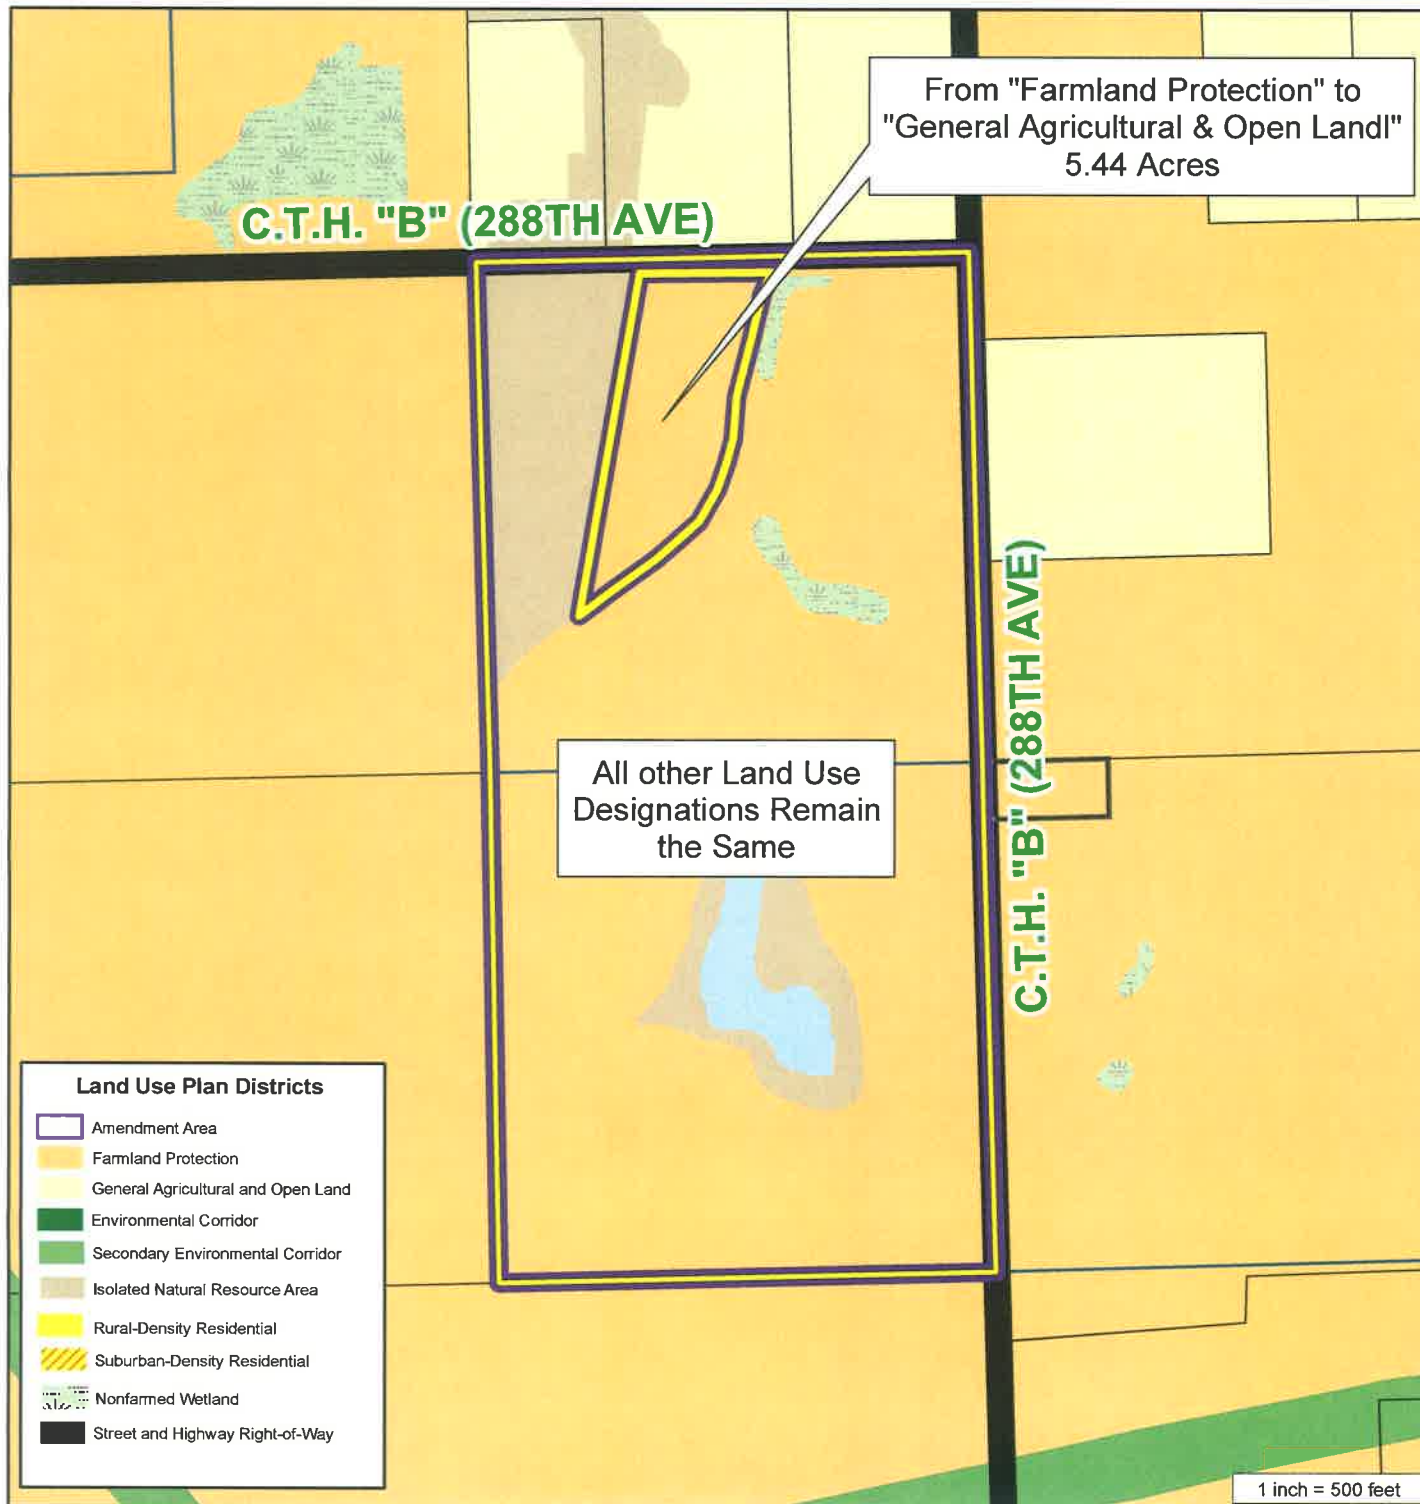 From "Farmland Protection" to
"General Agricultural & Open Landl"
5.44 Acres
C.T.H. "B" (288TH AVE)
C.T.H. "B" (288TH AVE)
All other Land Use
Designations Remain
the Same
Land Use Plan Districts
Amendment Area
Farmland Protection
General Agricultural and Open Land
Environmental Corridor
Secondary Environmental Corridor
Isolated Natural Resource Area
Rural-Density Residential
Suburban-Density Residential
Nonfarmed Wetland
Street and Highway Right-of-Way
1 inch = 500 feet